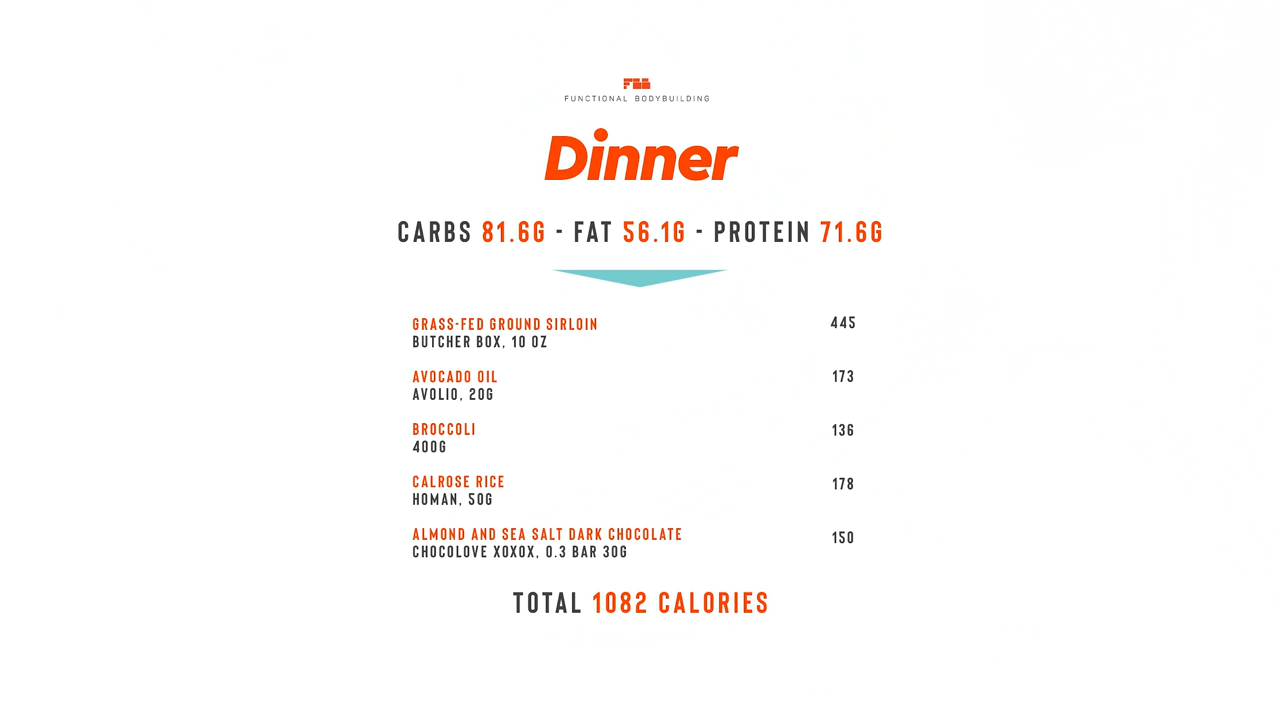 FBB
FUNCTIONAL BODYBUILDING
Dinner
CARBS 81.6G - FAT 56.1G - PROTEIN 71.6G
GRASS-FED GROUND SIRLOIN 445
BUTCHER BOX, 10 OZ
AVOCADO OIL 173
AVOLIO, 20G
BROCCOLI 136
400G
CALROSE RICE 178
HOMAN, 50G
ALMOND AND SEA SALT DARK CHOCOLATE 150
CHOCOLOVE XOXOX, 0.3 BAR 30G
TOTAL 1082 CALORIES